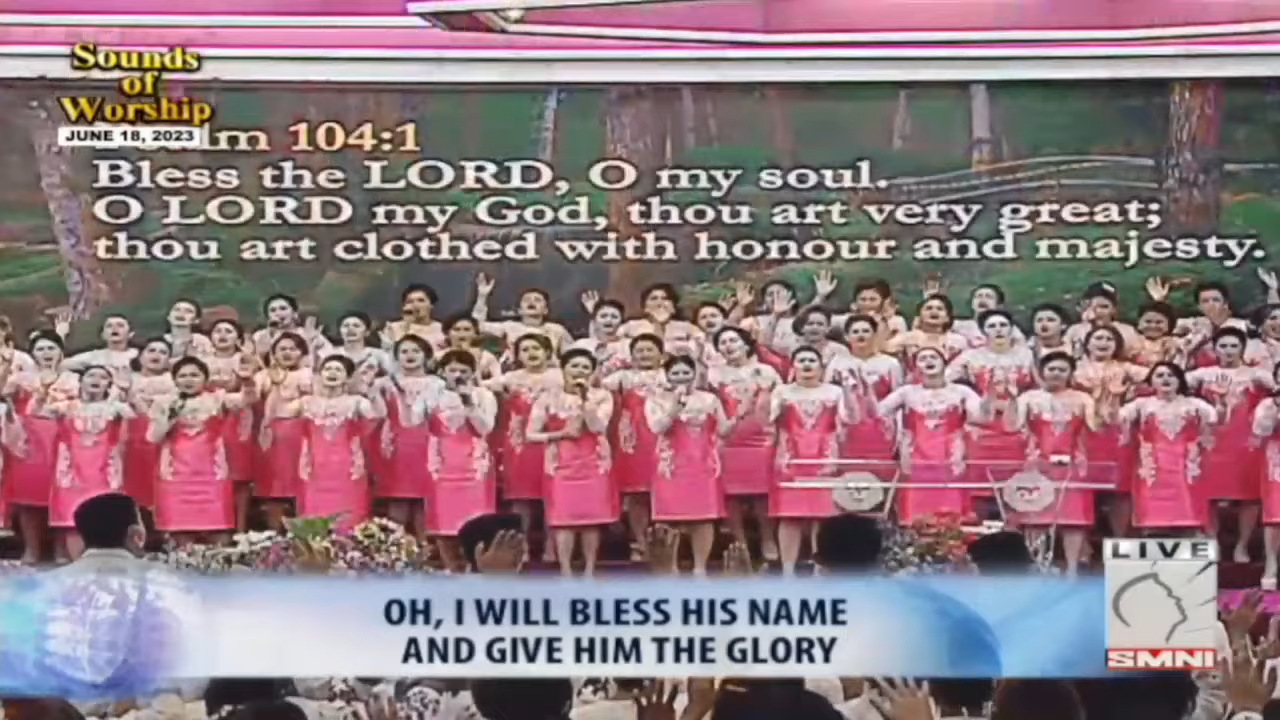 Sounds
of
Worship
JUNE 18, 2023
104:1
Bless the LORD, O my soul.
O LORD my God, thou art very great;
thou art clothed with honour and majesty.
LIVE
OH, I WILL BLESS HIS NAME
AND GIVE HIM THE GLORY
SMNI